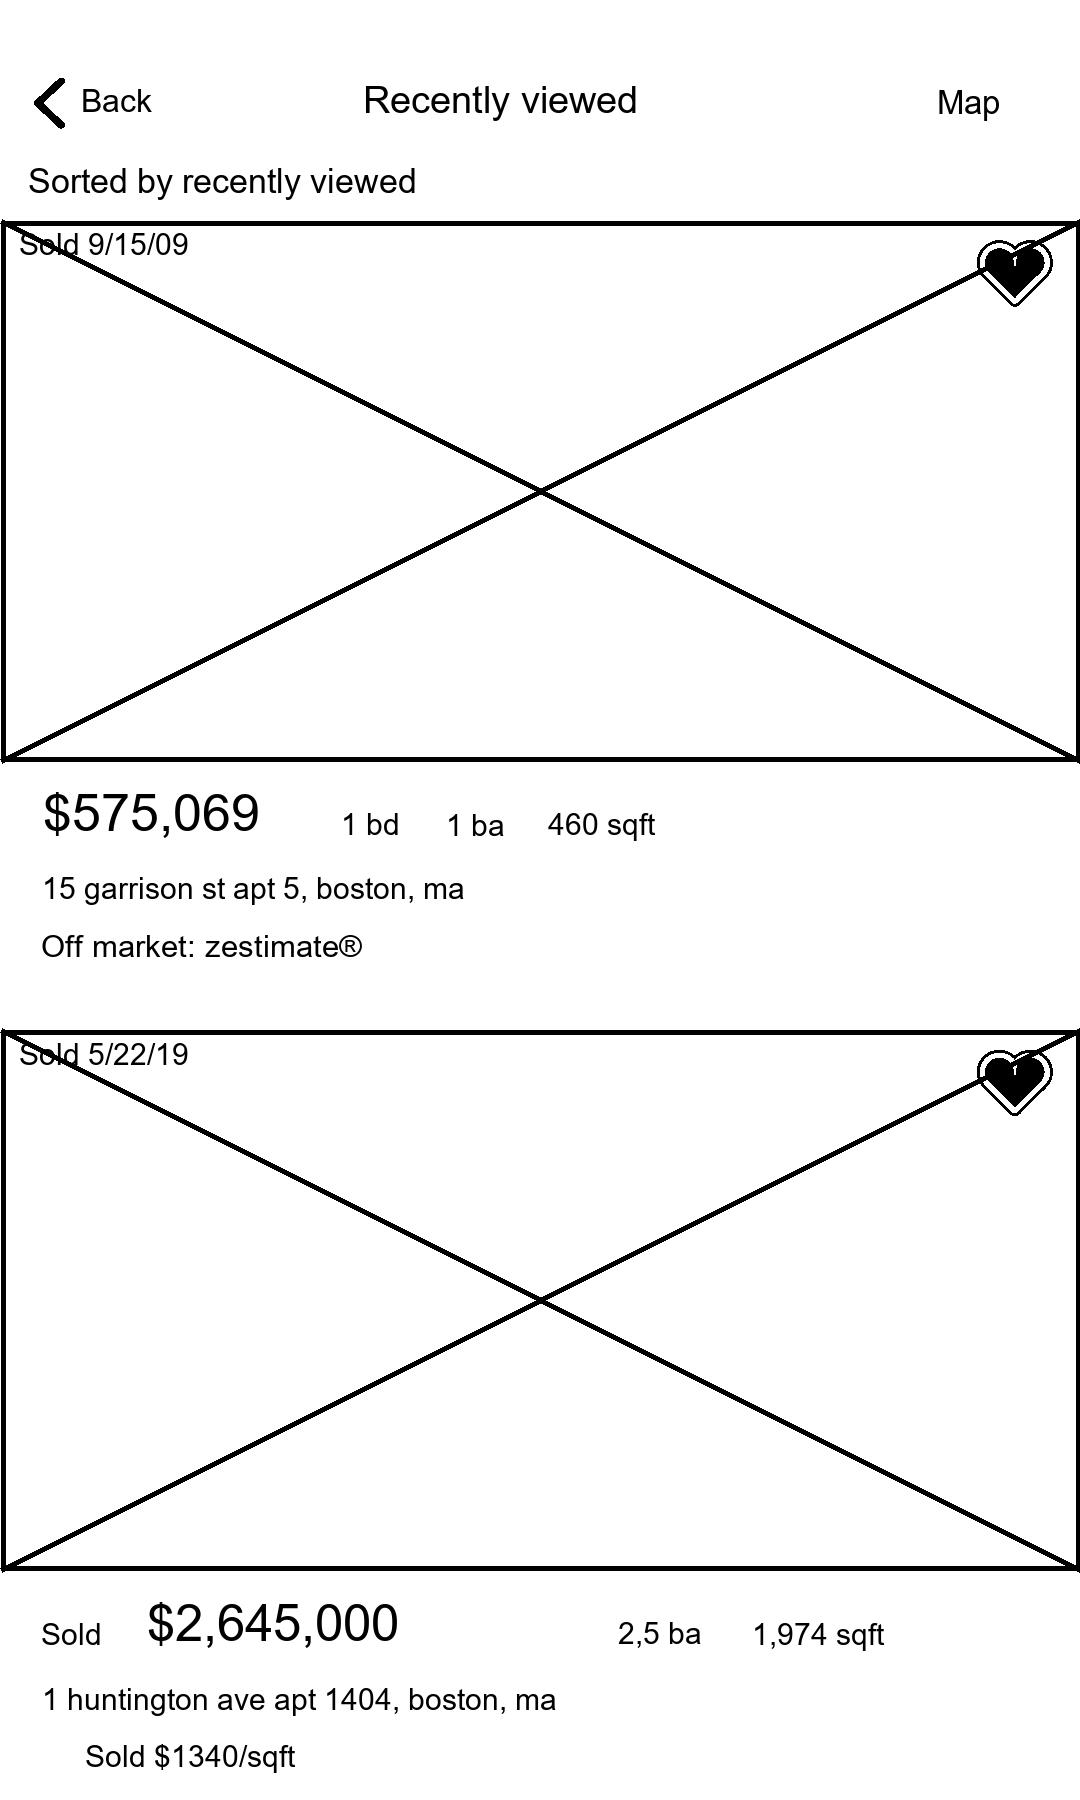 Back Recently viewed Map
Sorted by recently viewed
Sold 9/15/09
$575,069 1 bd 1 ba 460 sqft
15 garrison st apt 5, boston, ma
Off market: zestimate®
Sold 5/22/19
Sold $2,645,000 2,5 ba 1,974 sqft
1 huntington ave apt 1404, boston, ma
Sold $1340/sqft